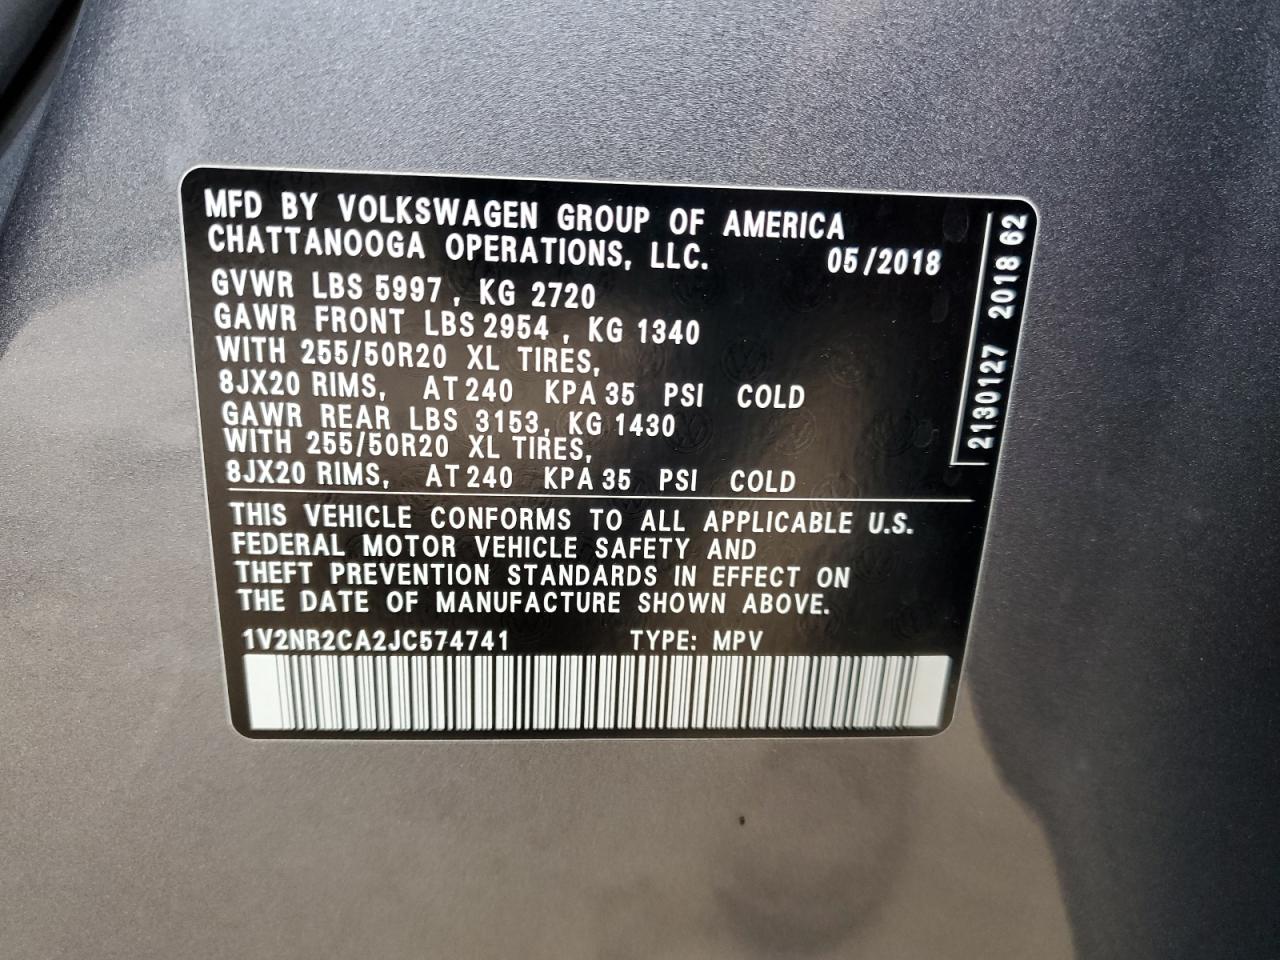 MFD BY VOLKSWAGEN GROUP OF AMERICA
CHATTANOOGA OPERATIONS, LLC. 05/2018
GVWR LBS 5997, KG 2720
GAWR FRONT LBS 2954, KG 1340
WITH 255/50R20 XL TIRES,
8JX20 RIMS, AT 240 KPA 35 PSI COLD
GAWR REAR LBS 3153, KG 1430
WITH 255/50R20 XL TIRES,
8JX20 RIMS, AT 240 KPA 35 PSI COLD
THIS VEHICLE CONFORMS TO ALL APPLICABLE U.S.
FEDERAL MOTOR VEHICLE SAFETY AND
THEFT PREVENTION STANDARDS IN EFFECT ON
THE DATE OF MANUFACTURE SHOWN ABOVE.
1V2NR2CA2JC574741 TYPE: MPV
2130127 2018 62